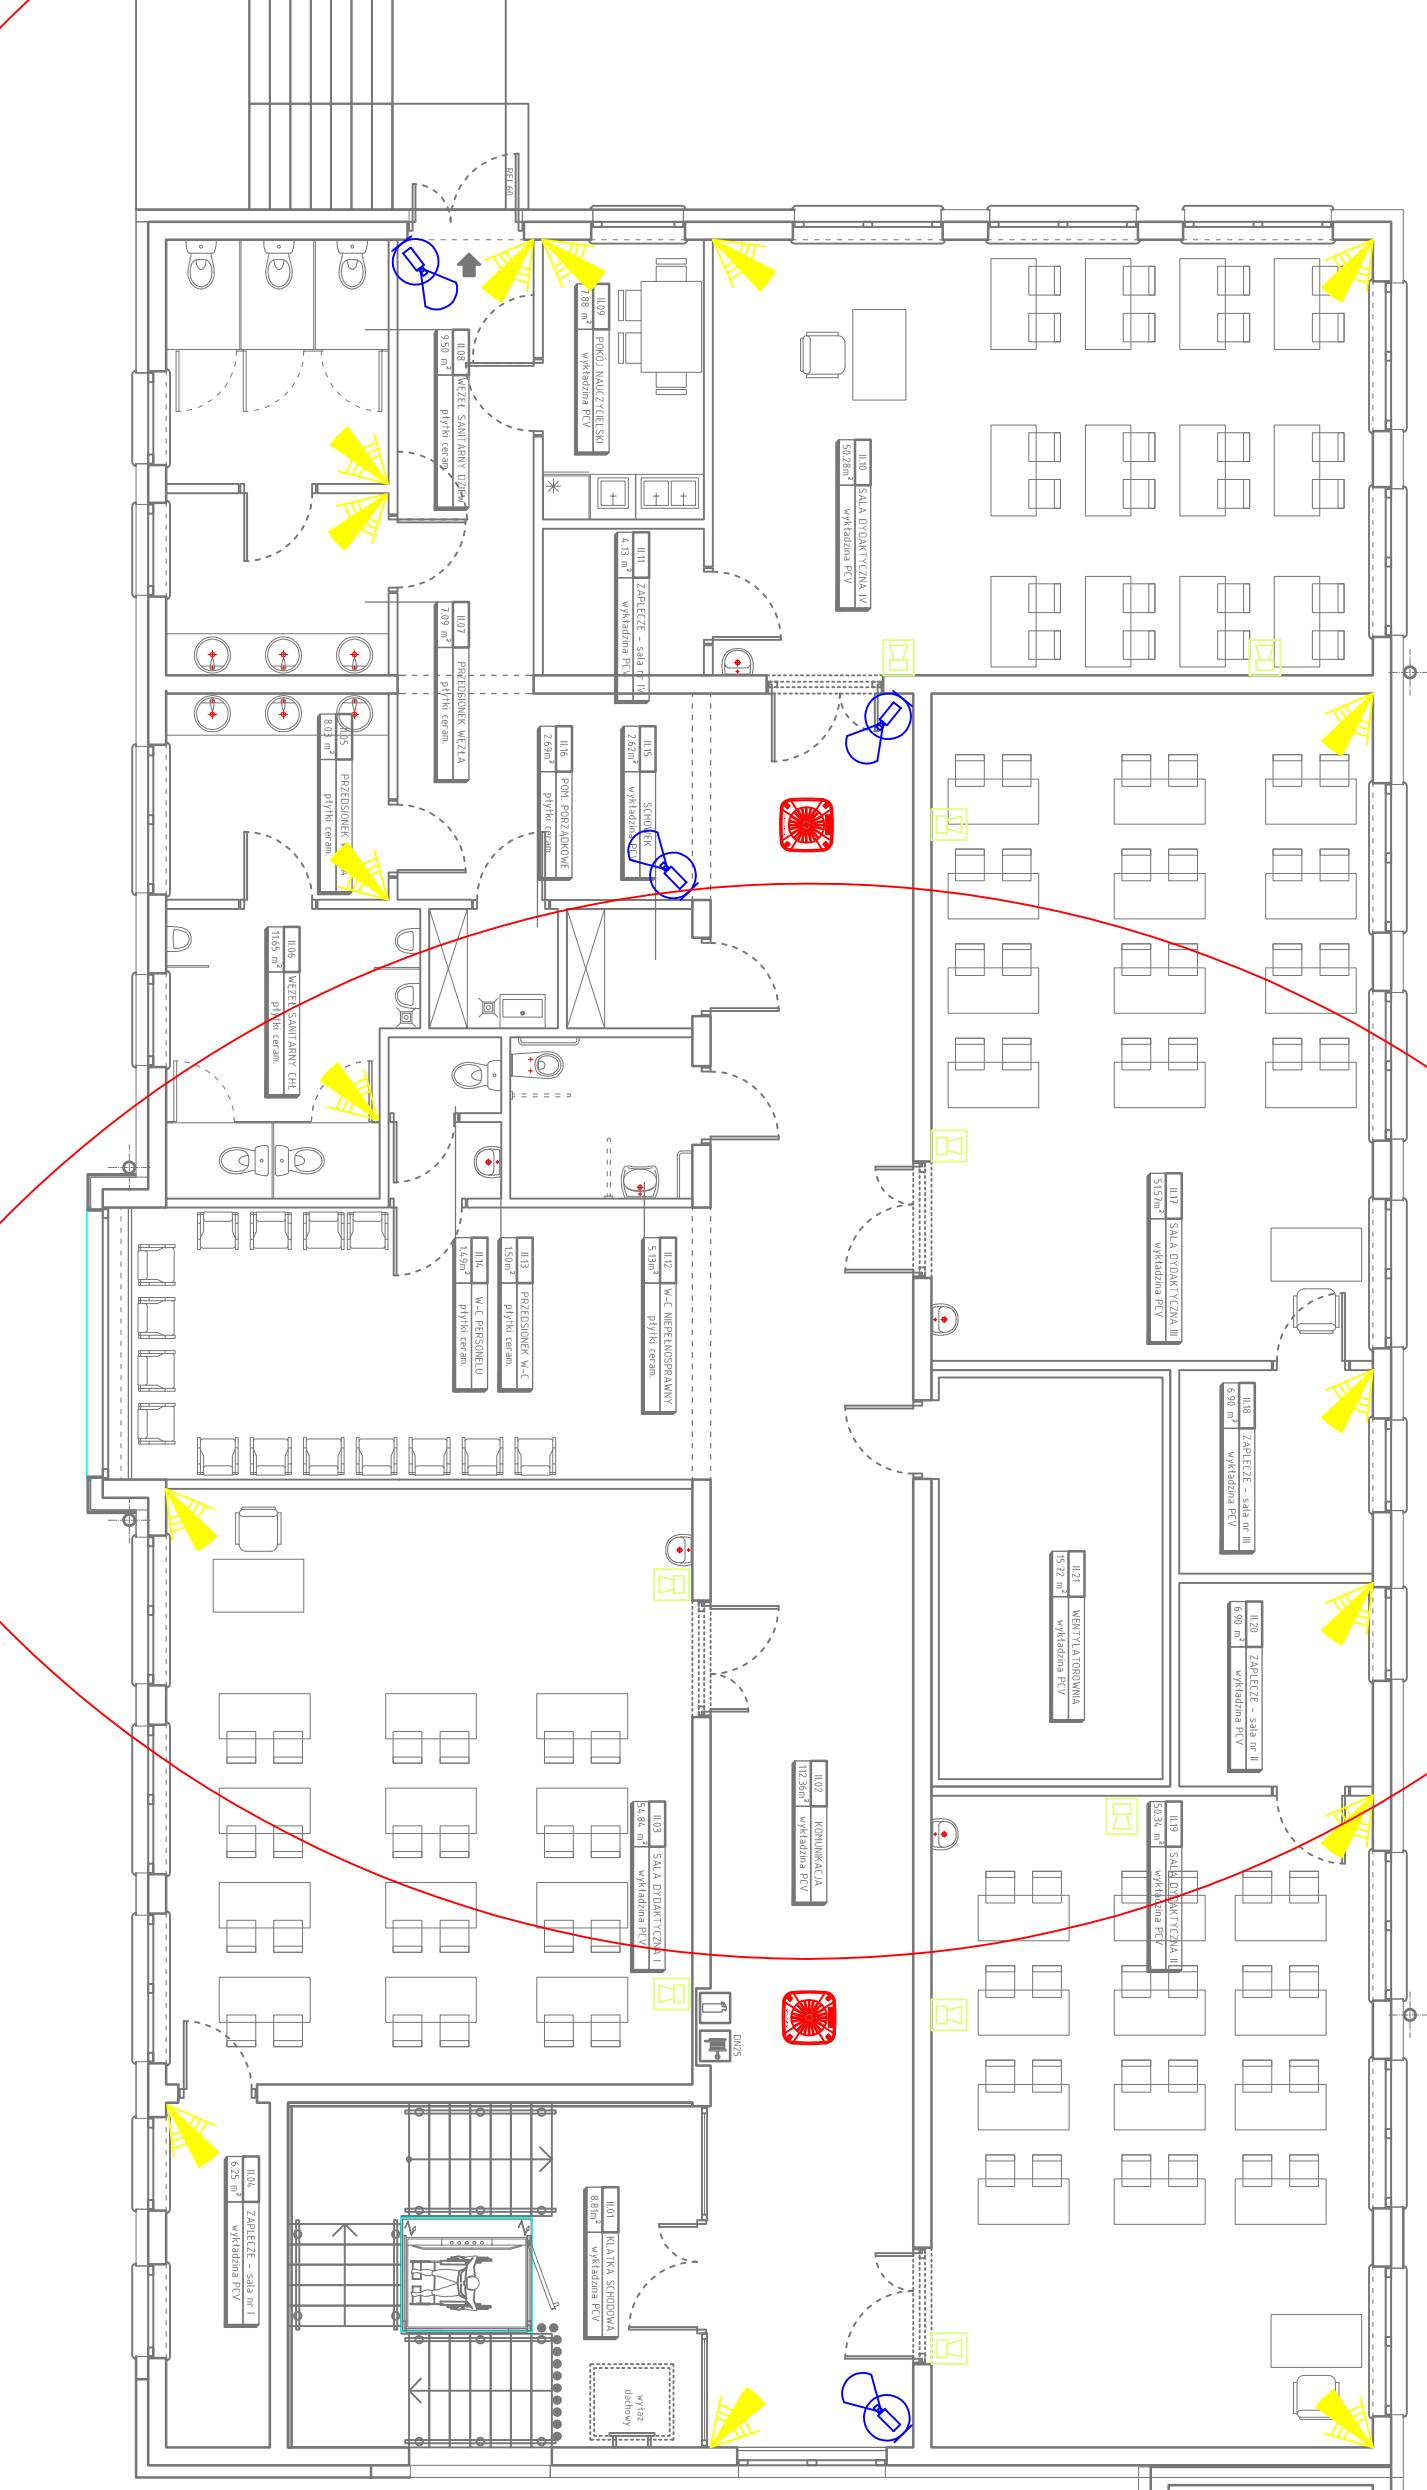 REI 60
II.09 POKÓJ NAUCZYCIELSKI
7.88 m² wykładzina PCV
II.08 WĘZEŁ SANITARNY DZIEW.
9.50 m² płytki ceram.
II.10 SALA DYDAKTYCZNA IV
50.28m² wykładzina PCV
II.11 ZAPLECZE - sala nr IV
4.13 m² wykładzina PCV
II.07 PRZEDSIONEK WĘZŁA
7.09 m² płytki ceram.
II.05 PRZEDSIONEK
8.03 m² płytki ceram.
II.16 POM. PORZĄDKOWE
2.69m² płytki ceram.
II.15 SCHOWEK
2.62m² wykładzina PCV
II.06 WĘZEŁ SANITARNY CHŁ.
11.65 m² płytki ceram.
II.17 SALA DYDAKTYCZNA III
51.57m² wykładzina PCV
II.14 W-C PERSONELU
1.49m² płytki ceram.
II.13 PRZEDSIONEK W-C
1.50m² płytki ceram.
II.12 W-C NIEPEŁNOSPRAWNY
5.13m² płytki ceram.
II.18 ZAPLECZE - sala nr III
6.90 m² wykładzina PCV
II.21 WENTYLATOROWNIA
15.72 m² wykładzina PCV
II.20 ZAPLECZE - sala nr II
6.90 m² wykładzina PCV
II.02 KOMUNIKACJA
112.36m² wykładzina PCV
II.03 SALA DYDAKTYCZNA I
54.84 m² wykładzina PCV
II.19 SALA DYDAKTYCZNA II
50.34 m² wykładzina PCV
DN25
II.04 ZAPLECZE - sala nr I
6.25 m² wykładzina PCV
II.01 KLATKA SCHODOWA
8.81m² wykładzina PCV
wyłaz
dachowy